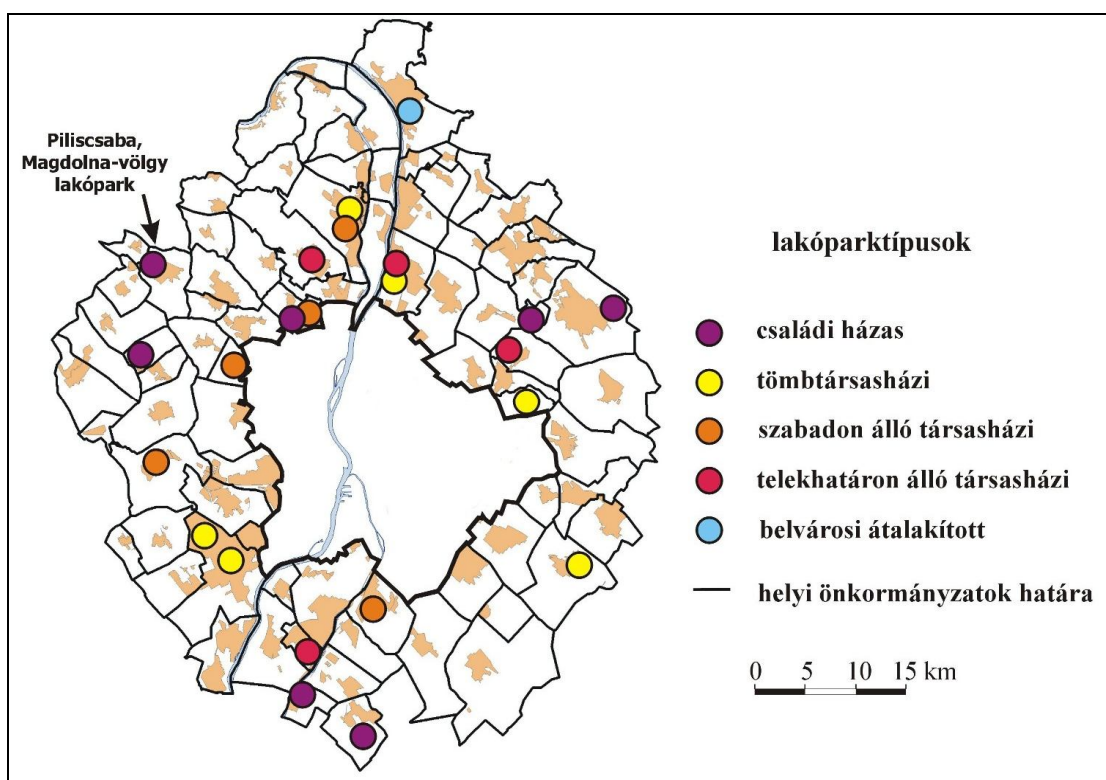 Piliscsaba,
Magdolna-völgy
lakópark
lakóparktípusok
családi házas
tömbtársasházi
szabadon álló társasházi
telekhatáron álló társasházi
belvárosi átalakított
helyi önkormányzatok határa
0 5 10 15 km